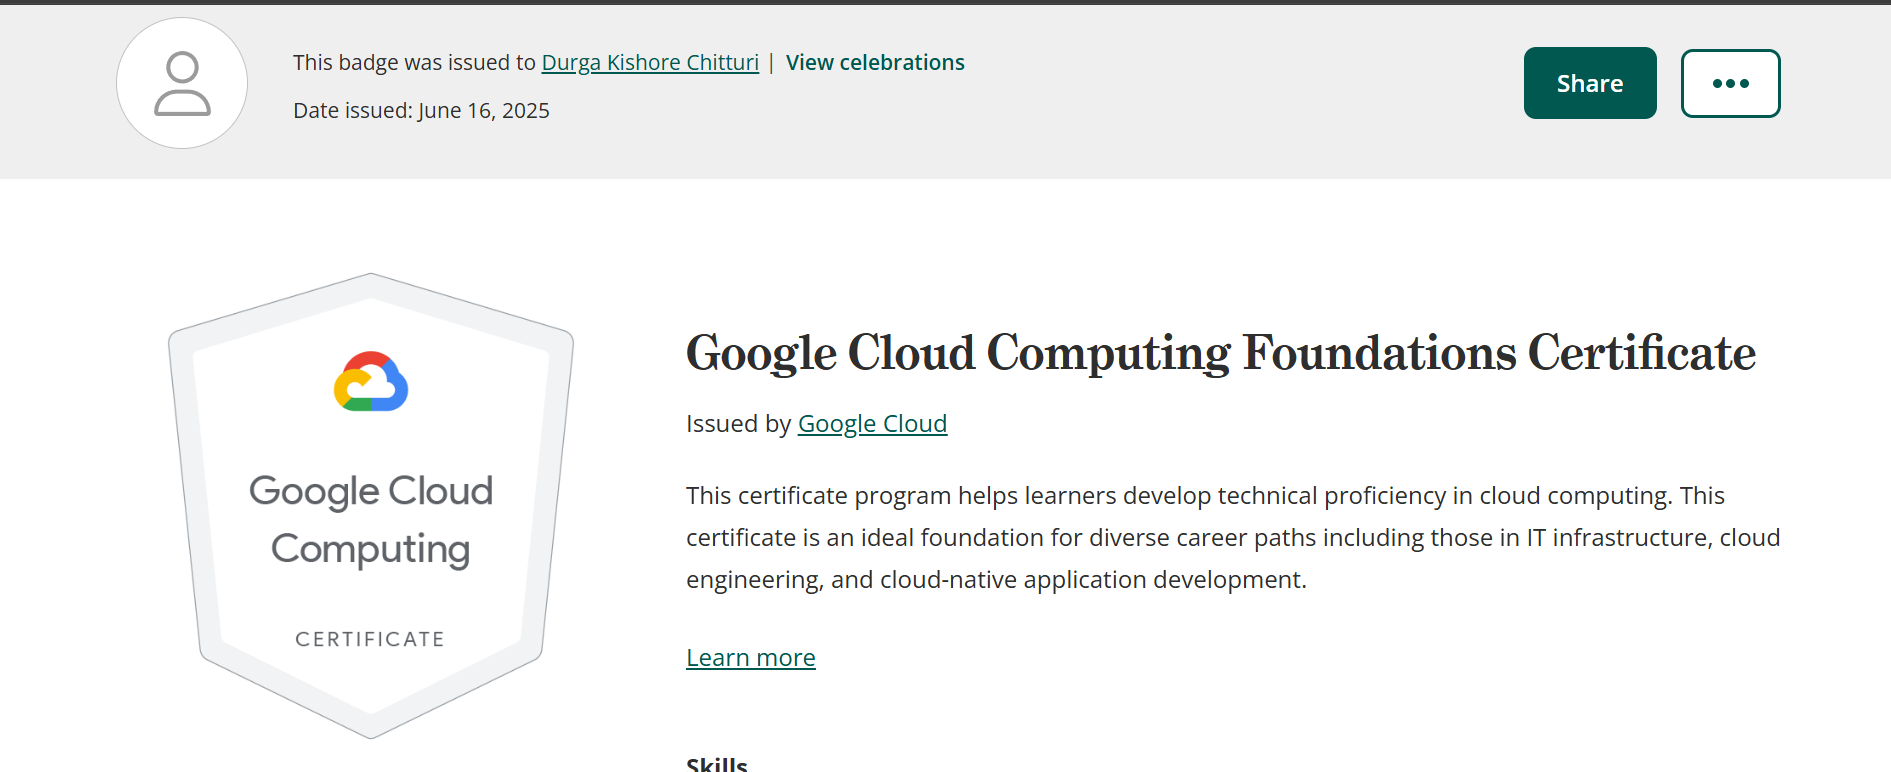 This badge was issued to Durga Kishore Chitturi | View celebrations
Date issued: June 16, 2025
Share
Google Cloud
Computing
CERTIFICATE
Google Cloud Computing Foundations Certificate
Issued by Google Cloud
This certificate program helps learners develop technical proficiency in cloud computing. This
certificate is an ideal foundation for diverse career paths including those in IT infrastructure, cloud
engineering, and cloud-native application development.
Learn more
Skills